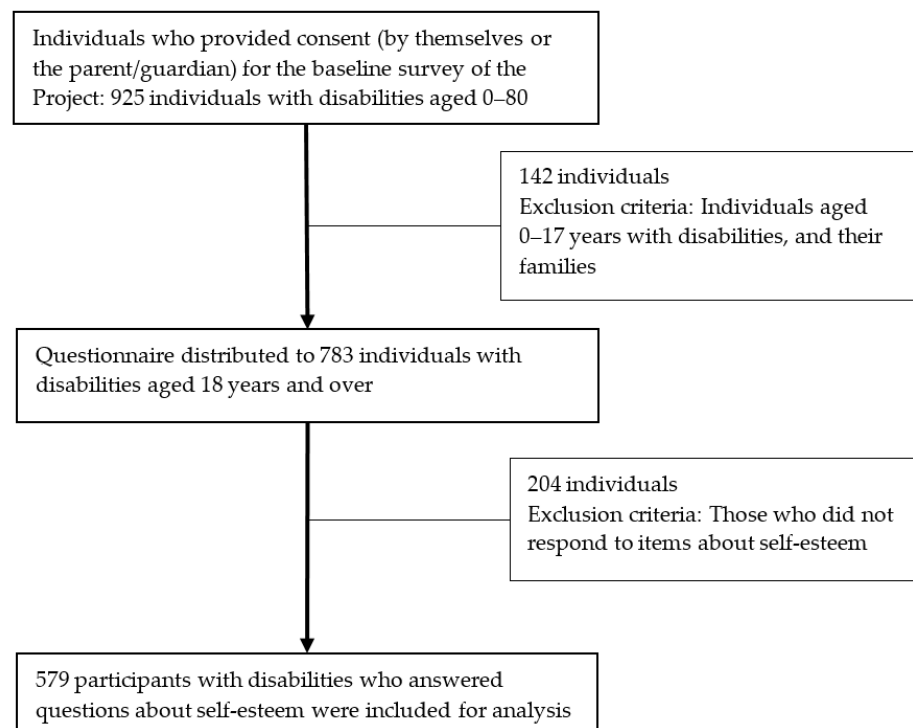 Individuals who provided consent (by themselves or
the parent/guardian) for the baseline survey of the
Project: 925 individuals with disabilities aged 0–80
142 individuals
Exclusion criteria: Individuals aged
0–17 years with disabilities, and their
families
Questionnaire distributed to 783 individuals with
disabilities aged 18 years and over
204 individuals
Exclusion criteria: Those who did not
respond to items about self-esteem
579 participants with disabilities who answered
questions about self-esteem were included for analysis